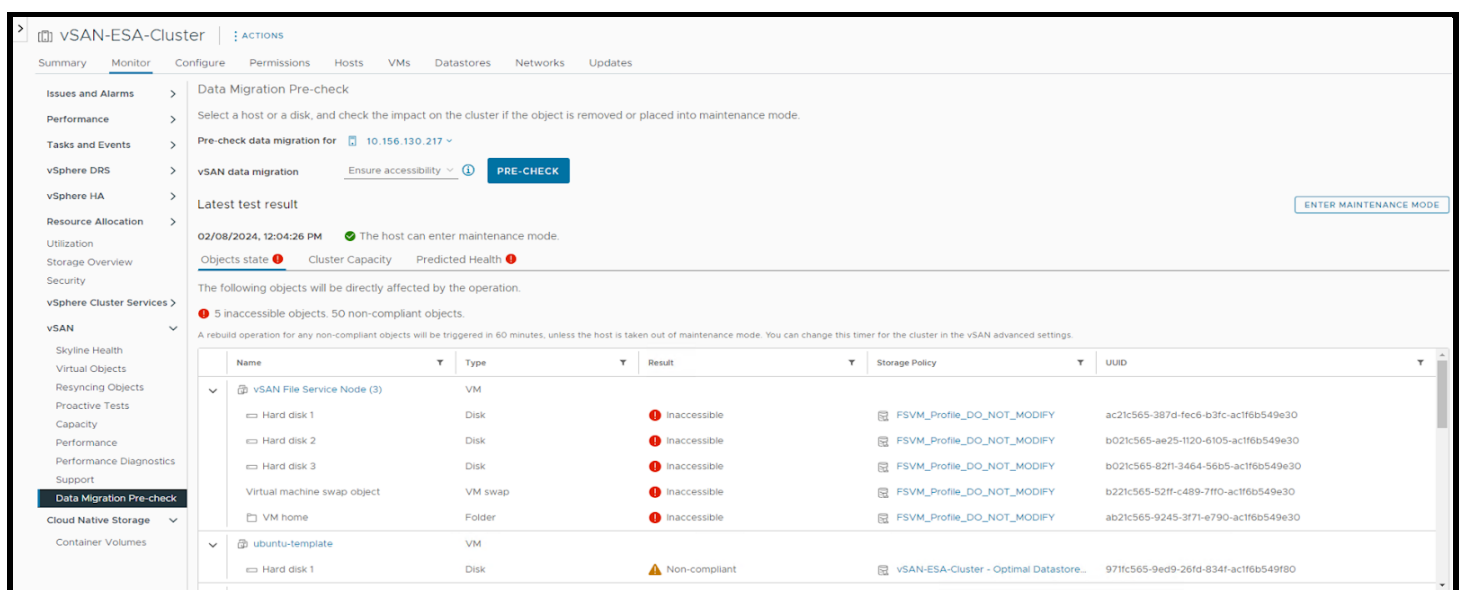 vSAN-ESA-Cluster ACTIONS
Summary Monitor Configure Permissions Hosts VMs Datastores Networks Updates
Issues and Alarms
Performance
Tasks and Events
vSphere DRS
vSphere HA
Resource Allocation
Utilization
Storage Overview
Security
vSphere Cluster Services
vSAN
Skyline Health
Virtual Objects
Resyncing Objects
Proactive Tests
Capacity
Performance
Performance Diagnostics
Support
Data Migration Pre-check
Cloud Native Storage
Container Volumes
Data Migration Pre-check
Select a host or a disk, and check the impact on the cluster if the object is removed or placed into maintenance mode.
Pre-check data migration for 10.156.130.217
vSAN data migration Ensure accessibility PRE-CHECK
Latest test result
ENTER MAINTENANCE MODE
02/08/2024, 12:04:26 PM The host can enter maintenance mode.
Objects state Cluster Capacity Predicted Health
The following objects will be directly affected by the operation.
5 inaccessible objects. 50 non-compliant objects.
A rebuild operation for any non-compliant objects will be triggered in 60 minutes, unless the host is taken out of maintenance mode. You can change this timer for the cluster in the vSAN advanced settings.
Name Type Result Storage Policy UUID
vSAN File Service Node (3) VM
Hard disk 1 Disk Inaccessible FSVM_Profile_DO_NOT_MODIFY ac21c565-387d-fec6-b3fc-ac1f6b549e30
Hard disk 2 Disk Inaccessible FSVM_Profile_DO_NOT_MODIFY b021c565-ae25-1120-6105-ac1f6b549e30
Hard disk 3 Disk Inaccessible FSVM_Profile_DO_NOT_MODIFY b021c565-82f1-3464-56b5-ac1f6b549e30
Virtual machine swap object VM swap Inaccessible FSVM_Profile_DO_NOT_MODIFY b221c565-52ff-c489-7ff0-ac1f6b549e30
VM home Folder Inaccessible FSVM_Profile_DO_NOT_MODIFY ab21c565-9245-3f71-e790-ac1f6b549e30
ubuntu-template VM
Hard disk 1 Disk Non-compliant vSAN-ESA-Cluster - Optimal Datastore... 971fc565-9ed9-26fd-834f-ac1f6b549f80